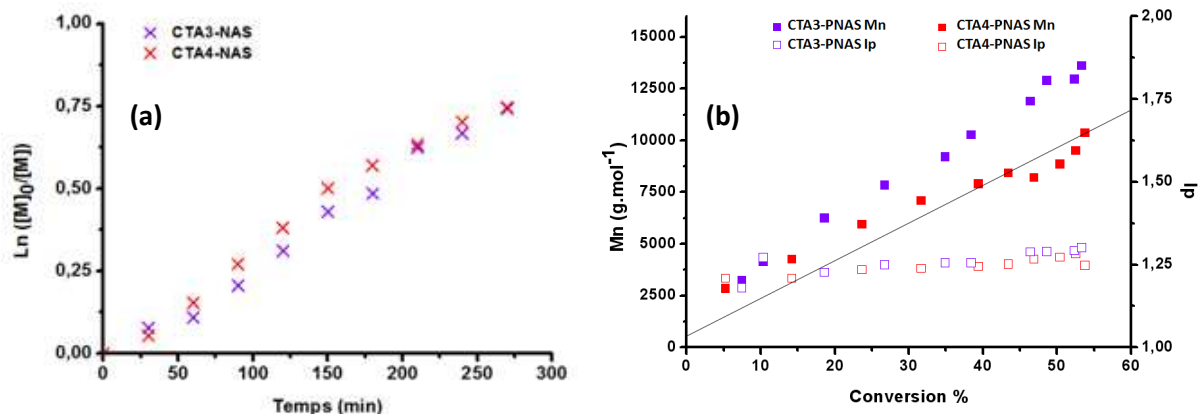 (a)
CTA3-NAS
CTA4-NAS
1,00
0,75
0,50
0,25
0,00
Ln ([M]0/[M])
0 50 100 150 200 250 300
Temps (min)
(b)
CTA3-PNAS Mn CTA4-PNAS Mn
CTA3-PNAS Ip CTA4-PNAS Ip
15000
12500
10000
7500
5000
2500
0
Mn (g.mol⁻¹)
2,00
1,75
1,50
1,25
1,00
Ip
0 10 20 30 40 50 60
Conversion %